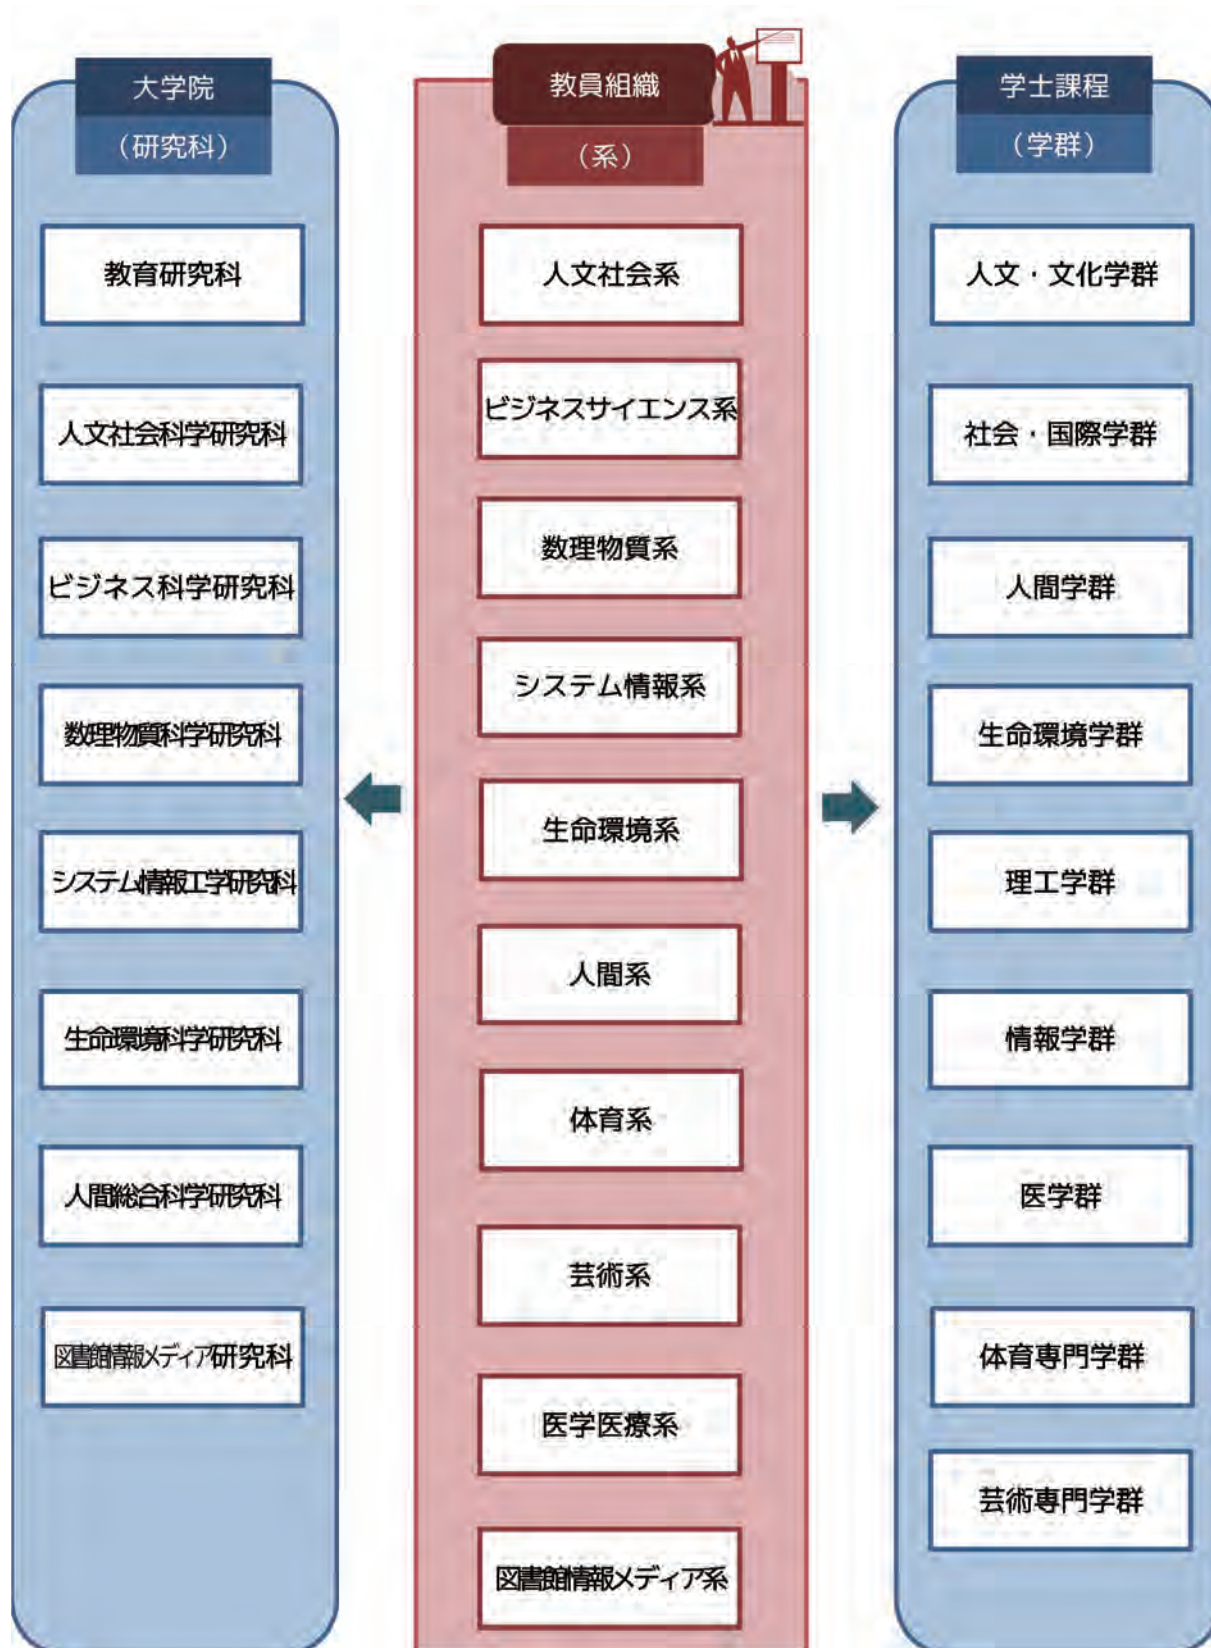 大学院
（研究科）
教育研究科
人文社会科学研究科
ビジネス科学研究科
数理物質科学研究科
システム情報工学研究科
生命環境科学研究科
人間総合科学研究科
図書館情報メディア研究科
教員組織
（系）
人文社会系
ビジネスサイエンス系
数理物質系
システム情報系
生命環境系
人間系
体育系
芸術系
医学医療系
図書館情報メディア系
学士課程
（学群）
人文・文化学群
社会・国際学群
人間学群
生命環境学群
理工学群
情報学群
医学群
体育専門学群
芸術専門学群